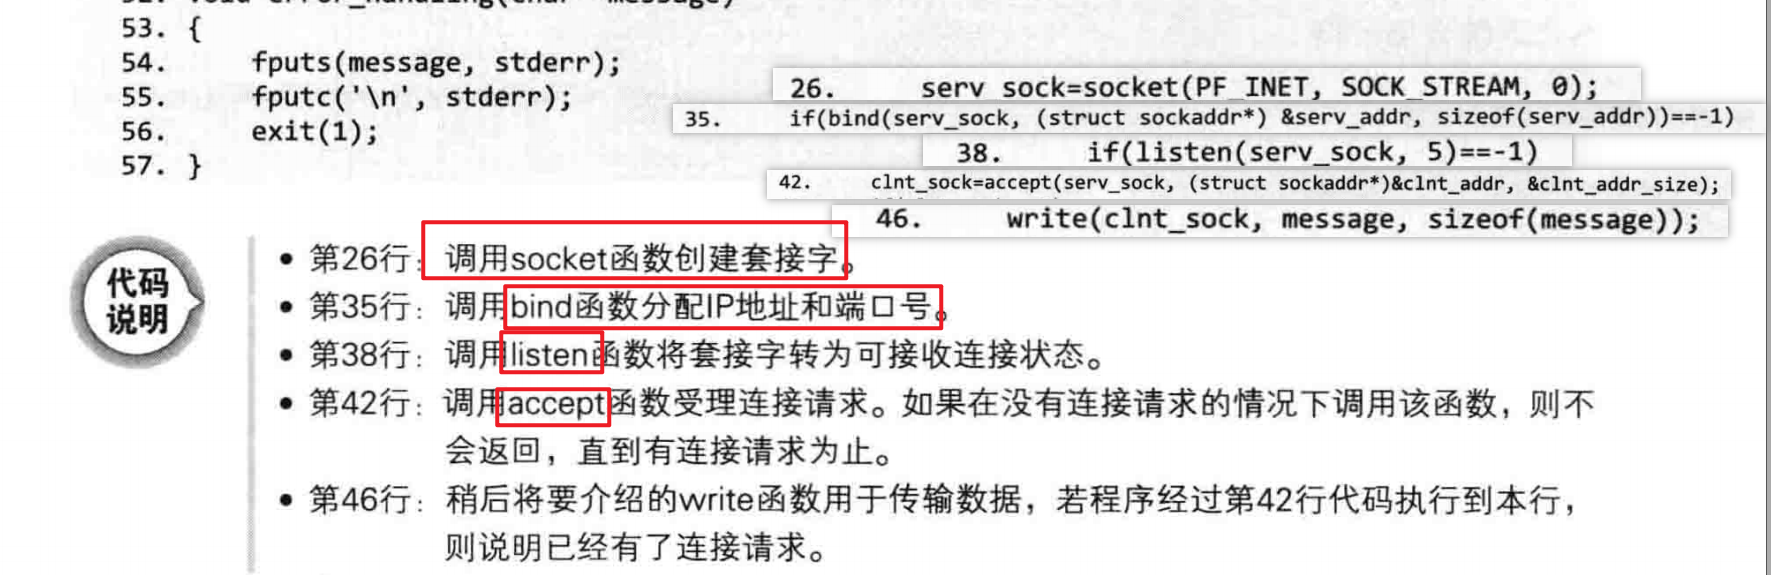 52. void error_handling(char *message)
53. {
54.     fputs(message, stderr);
55.     fputc('\n', stderr);
56.     exit(1);
57. }
26.     serv_sock=socket(PF_INET, SOCK_STREAM, 0);
35.     if(bind(serv_sock, (struct sockaddr*) &serv_addr, sizeof(serv_addr))==-1)
38.     if(listen(serv_sock, 5)==-1)
42.     clnt_sock=accept(serv_sock, (struct sockaddr*)&clnt_addr, &clnt_addr_size);
46.     write(clnt_sock, message, sizeof(message));
代码
说明
• 第26行：调用socket函数创建套接字。
• 第35行：调用bind函数分配IP地址和端口号。
• 第38行：调用listen函数将套接字转为可接收连接状态。
• 第42行：调用accept函数受理连接请求。如果在没有连接请求的情况下调用该函数，则不
会返回，直到有连接请求为止。
• 第46行：稍后将要介绍的write函数用于传输数据，若程序经过第42行代码执行到本行，
则说明已经有了连接请求。